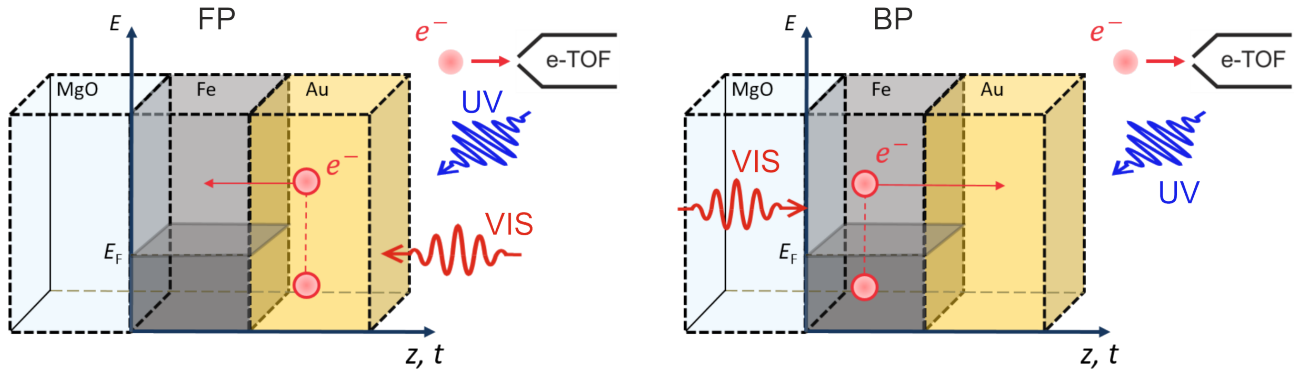 E
FP
e⁻
e-TOF
MgO
Fe
Au
UV
e⁻
VIS
E_F
z, t
E
BP
e⁻
e-TOF
MgO
Fe
Au
VIS
e⁻
UV
E_F
z, t